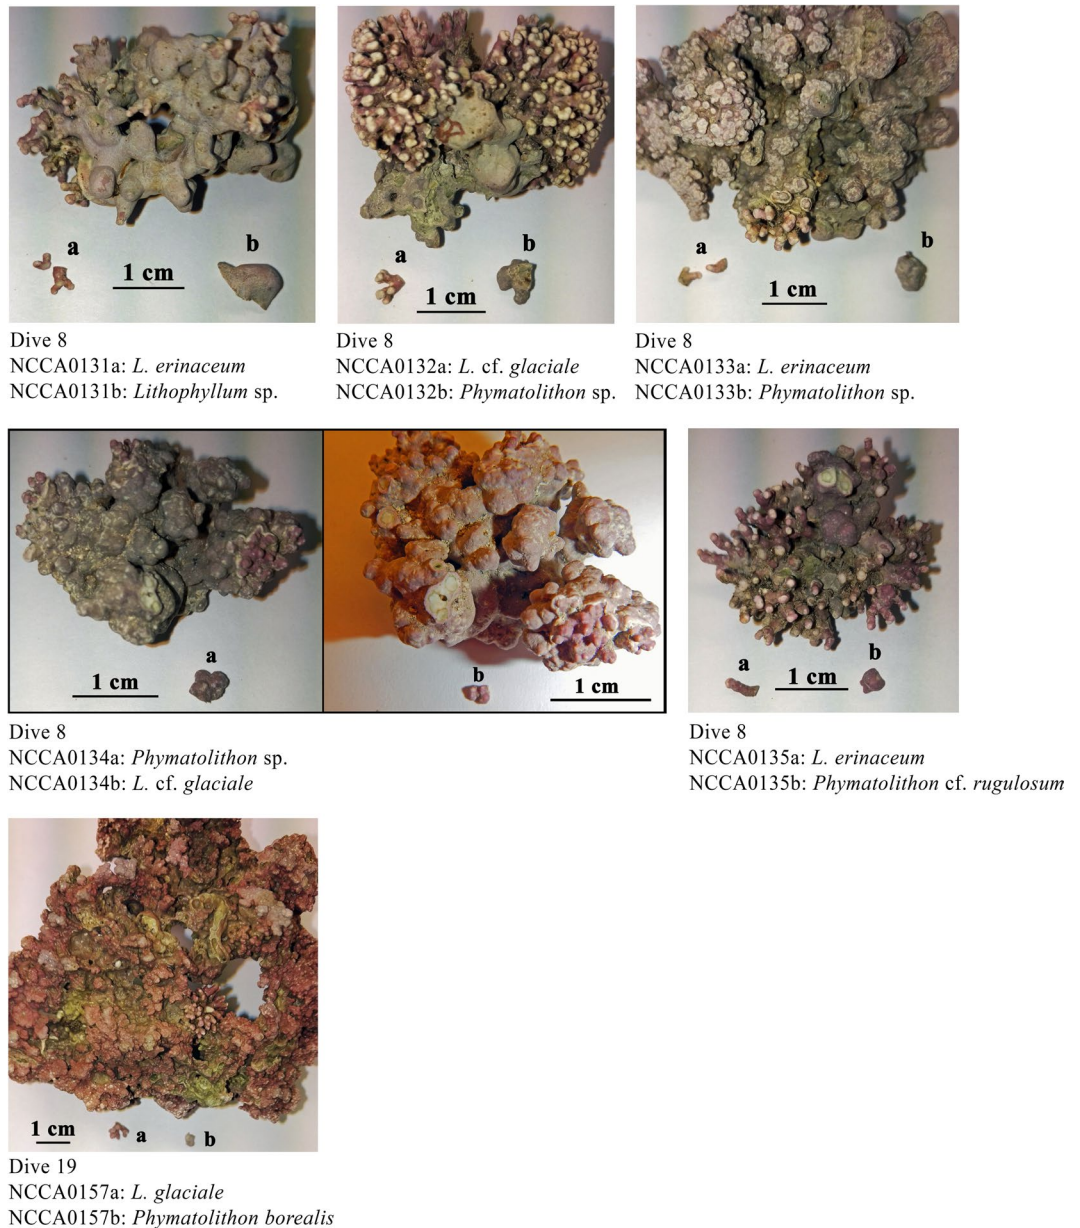 a
b
1 cm
Dive 8
NCCA0131a: L. erinaceum
NCCA0131b: Lithophyllum sp.
a
b
1 cm
Dive 8
NCCA0132a: L. cf. glaciale
NCCA0132b: Phymatolithon sp.
a
b
1 cm
Dive 8
NCCA0133a: L. erinaceum
NCCA0133b: Phymatolithon sp.
a
1 cm
b
1 cm
Dive 8
NCCA0134a: Phymatolithon sp.
NCCA0134b: L. cf. glaciale
a
b
1 cm
Dive 8
NCCA0135a: L. erinaceum
NCCA0135b: Phymatolithon cf. rugulosum
1 cm
a
b
Dive 19
NCCA0157a: L. glaciale
NCCA0157b: Phymatolithon borealis